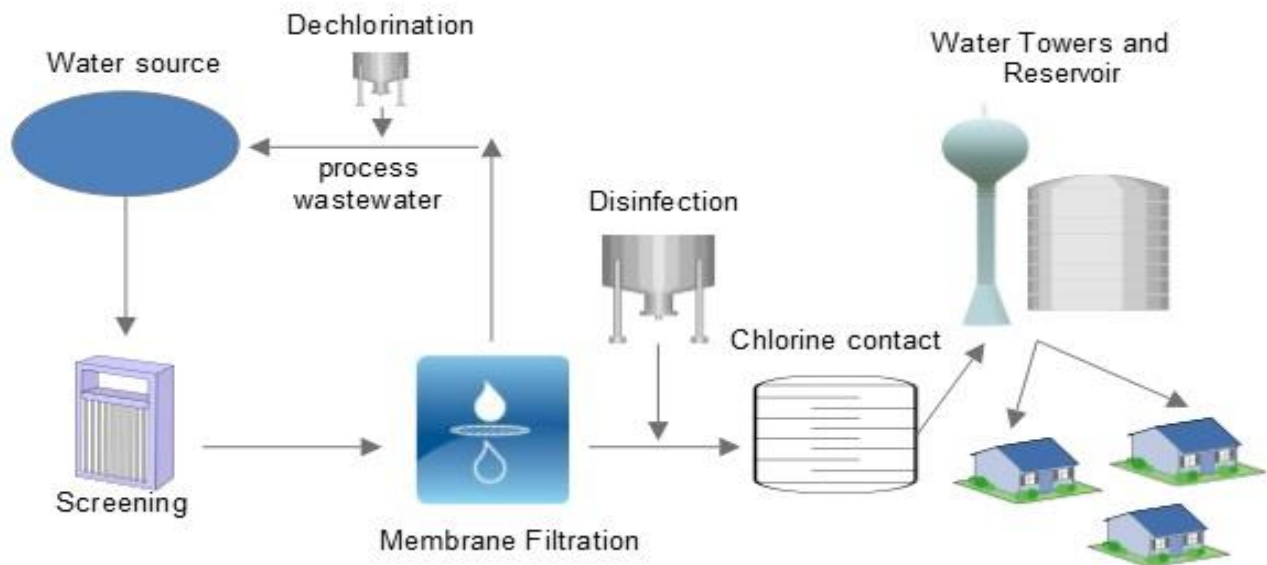 Dechlorination
Water source
process
wastewater
Water Towers and
Reservoir
Disinfection
Chlorine contact
Screening
Membrane Filtration